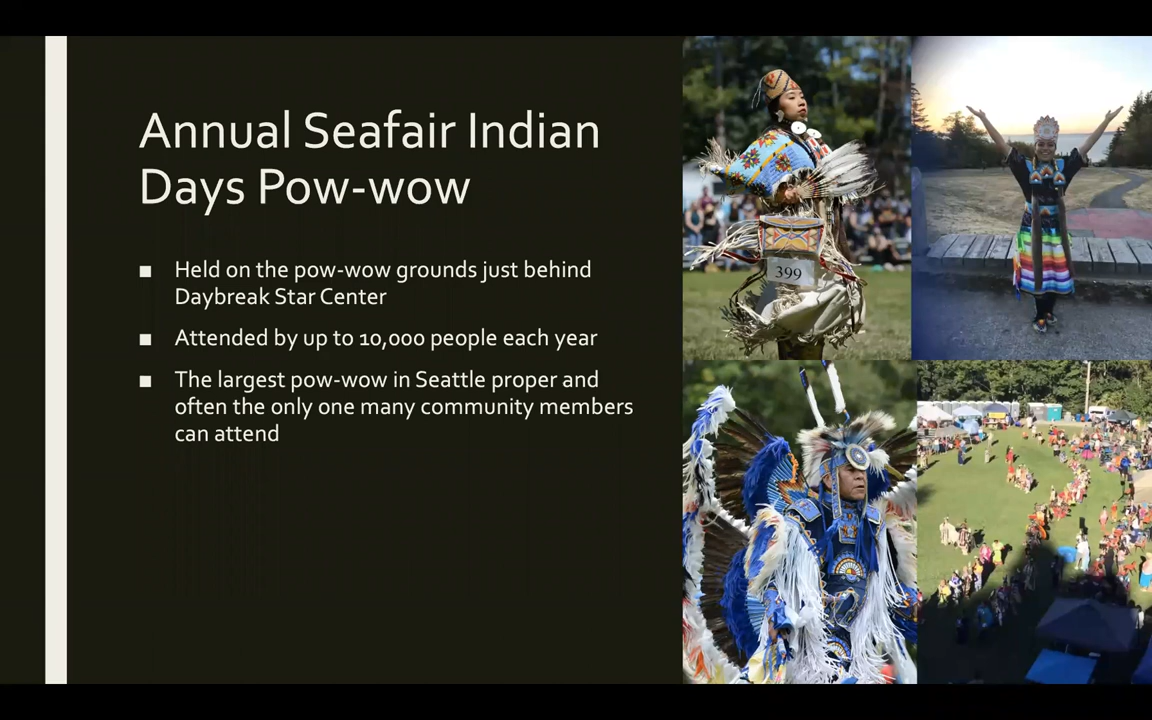 Annual Seafair Indian
Days Pow-wow
■ Held on the pow-wow grounds just behind
Daybreak Star Center
■ Attended by up to 10,000 people each year
■ The largest pow-wow in Seattle proper and
often the only one many community members
can attend
399